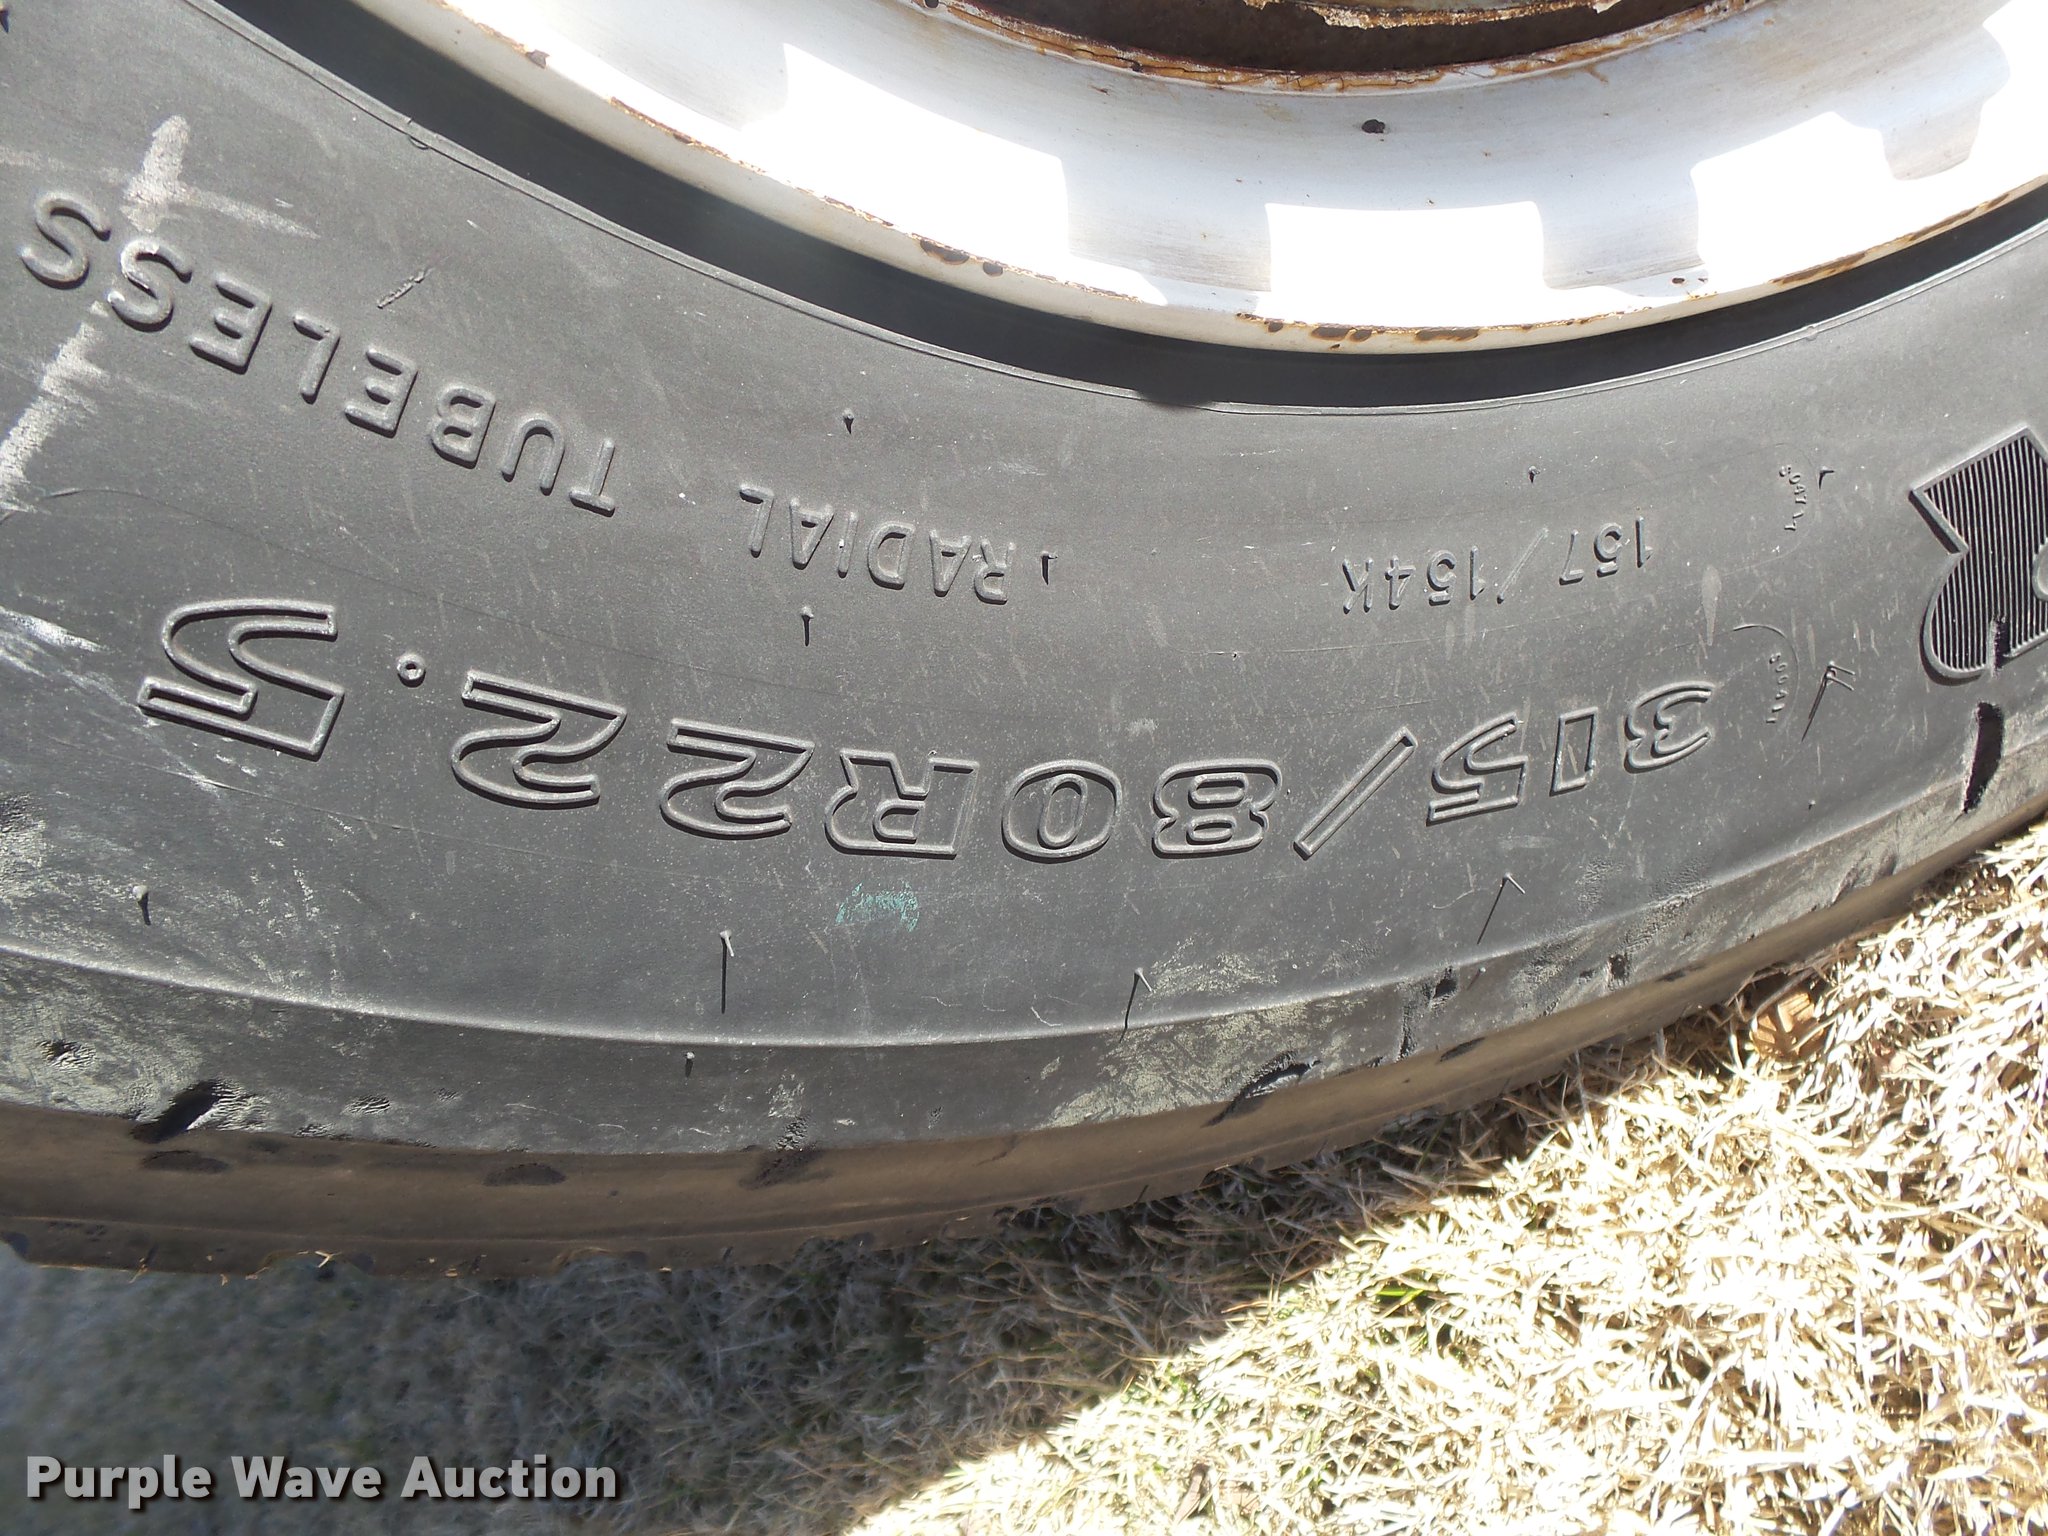 315/80R22.5
157/154K
RADIAL TUBELESS
Purple Wave Auction